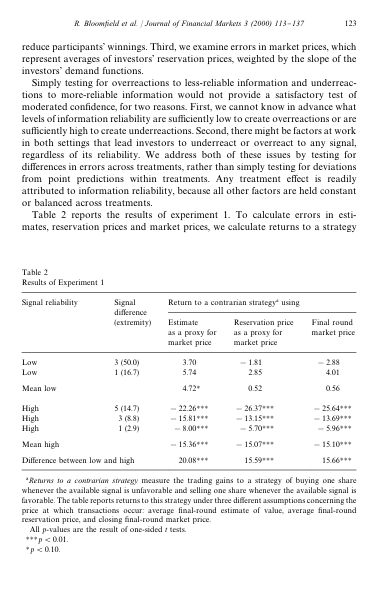 R. Bloomfield et al. / Journal of Financial Markets 3 (2000) 113–137 123
reduce participants' winnings. Third, we examine errors in market prices, which
represent averages of investors' reservation prices, weighted by the slope of the
investors' demand functions.
Simply testing for overreactions to less-reliable information and underreac-
tions to more-reliable information would not provide a satisfactory test of
moderated confidence, for two reasons. First, we cannot know in advance what
levels of information reliability are sufficiently low to create overreactions or are
sufficiently high to create underreactions. Second, there might be factors at work
in both settings that lead investors to underreact or overreact to any signal,
regardless of its reliability. We address both of these issues by testing for
differences in errors across treatments, rather than simply testing for deviations
from point predictions within treatments. Any treatment effect is readily
attributed to information reliability, because all other factors are held constant
or balanced across treatments.
Table 2 reports the results of experiment 1. To calculate errors in esti-
mates, reservation prices and market prices, we calculate returns to a strategy
Table 2
Results of Experiment 1
Signal reliability Signal Return to a contrarian strategyᵃ using
difference
(extremity) Estimate Reservation price Final round
as a proxy for as a proxy for market price
market price market price
Low 3 (50.0) 3.70 − 1.81 − 2.88
Low 1 (16.7) 5.74 2.85 4.01
Mean low 4.72* 0.52 0.56
High 5 (14.7) − 22.26*** − 26.37*** − 25.64***
High 3 (8.8) − 15.81*** − 13.15*** − 13.69***
High 1 (2.9) − 8.00*** − 5.70*** − 5.96***
Mean high − 15.36*** − 15.07*** − 15.10***
Difference between low and high 20.08*** 15.59*** 15.66***
ᵃReturns to a contrarian strategy measure the trading gains to a strategy of buying one share
whenever the available signal is unfavorable and selling one share whenever the available signal is
favorable. The table reports returns to this strategy under three different assumptions concerning the
price at which transactions occur: average final-round estimate of value, average final-round
reservation price, and closing final-round market price.
All p-values are the result of one-sided t tests.
***p < 0.01.
*p < 0.10.